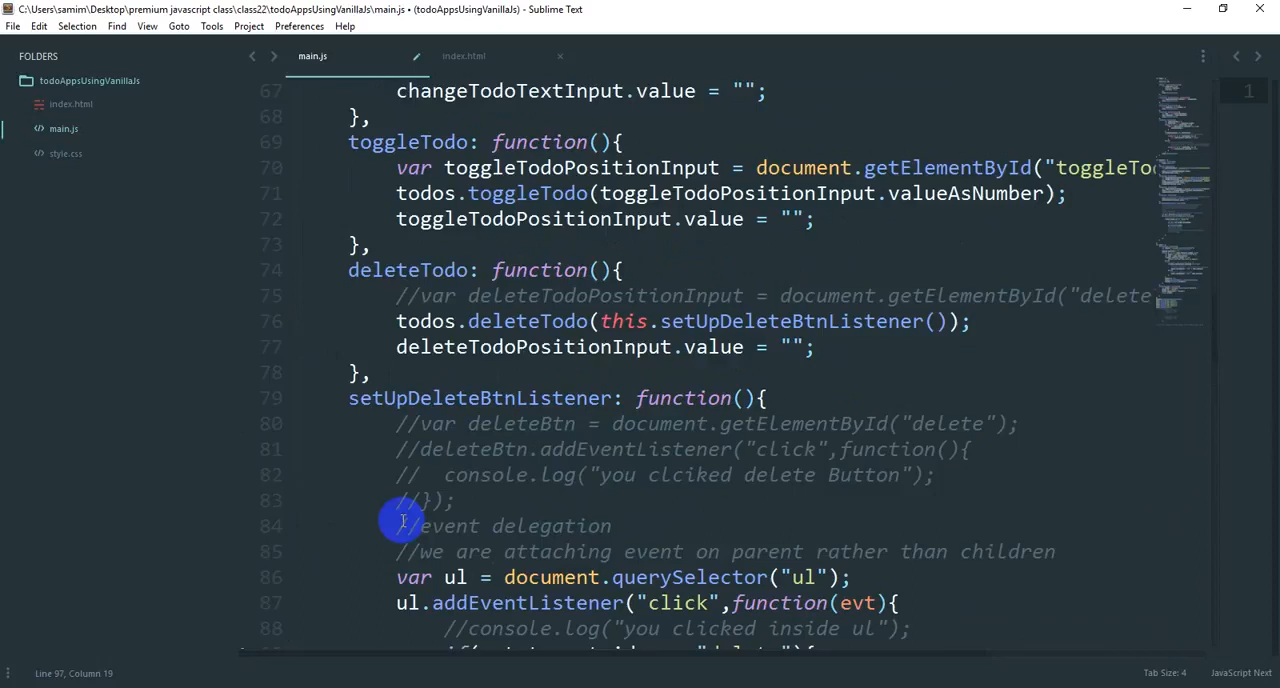 C:\Users\samim\Desktop\premium javascript class\class22\todoAppsUsingVanillaJs\main.js • (todoAppsUsingVanillaJs) - Sublime Text
File Edit Selection Find View Goto Tools Project Preferences Help
FOLDERS
todoAppsUsingVanillaJs
index.html
main.js
style.css
main.js index.html
67 changeTodoTextInput.value = "";
68 },
69 toggleTodo: function(){
70 var toggleTodoPositionInput = document.getElementById("toggleTo
71 todos.toggleTodo(toggleTodoPositionInput.valueAsNumber);
72 toggleTodoPositionInput.value = "";
73 },
74 deleteTodo: function(){
75 //var deleteTodoPositionInput = document.getElementById("delete
76 todos.deleteTodo(this.setUpDeleteBtnListener());
77 deleteTodoPositionInput.value = "";
78 },
79 setUpDeleteBtnListener: function(){
80 //var deleteBtn = document.getElementById("delete");
81 //deleteBtn.addEventListener("click",function(){
82 // console.log("you clciked delete Button");
83 //});
84 //event delegation
85 //we are attaching event on parent rather than children
86 var ul = document.querySelector("ul");
87 ul.addEventListener("click",function(evt){
88 //console.log("you clicked inside ul");
1
Line 97, Column 19
Tab Size: 4 JavaScript Next